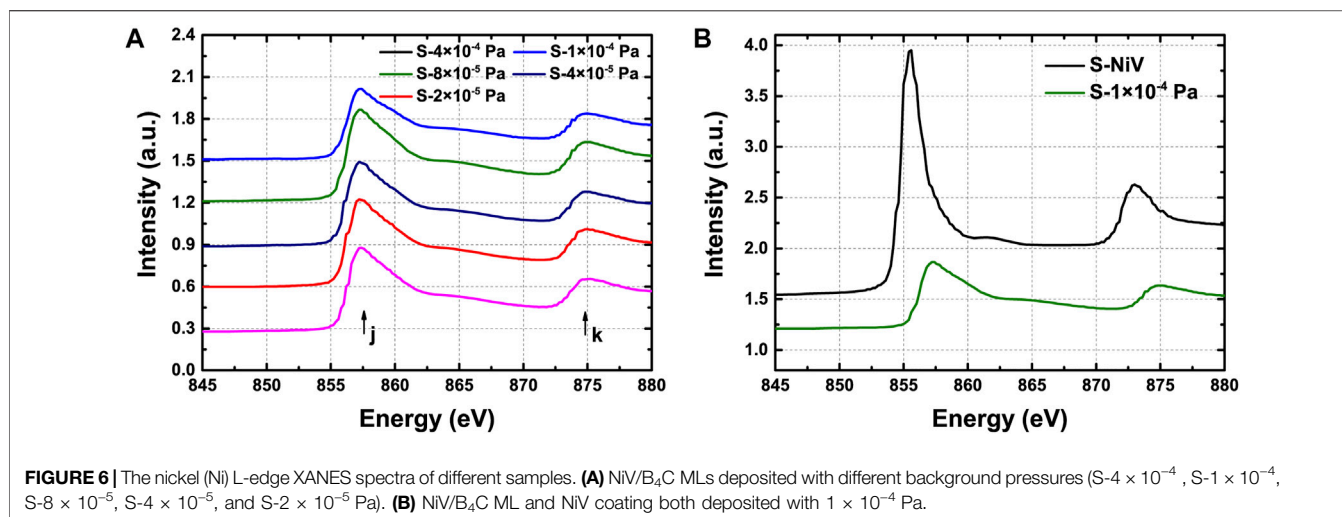 A
2.4
2.1
1.8
1.5
1.2
0.9
0.6
0.3
0.0
Intensity (a.u.)
S-4×10⁻⁴ Pa
S-1×10⁻⁴ Pa
S-8×10⁻⁵ Pa
S-4×10⁻⁵ Pa
S-2×10⁻⁵ Pa
j
k
845 850 855 860 865 870 875 880
Energy (eV)
B
4.0
3.5
3.0
2.5
2.0
1.5
1.0
Intensity (a.u.)
S-NiV
S-1×10⁻⁴ Pa
845 850 855 860 865 870 875 880
Energy (eV)
FIGURE 6 | The nickel (Ni) L-edge XANES spectra of different samples. (A) NiV/B₄C MLs deposited with different background pressures (S-4 × 10⁻⁴ , S-1 × 10⁻⁴,
S-8 × 10⁻⁵, S-4 × 10⁻⁵, and S-2 × 10⁻⁵ Pa). (B) NiV/B₄C ML and NiV coating both deposited with 1 × 10⁻⁴ Pa.